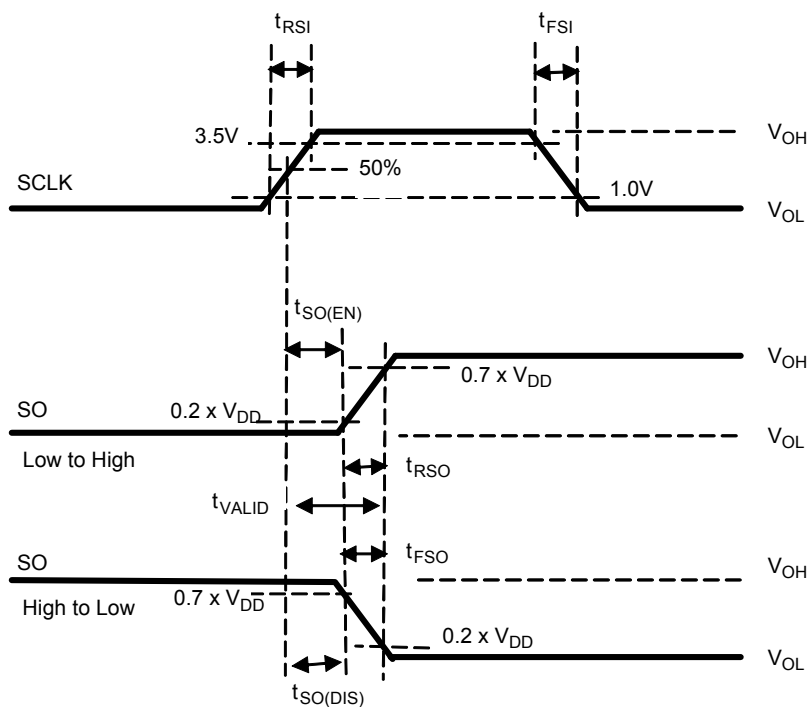 tRSI
tFSI
3.5V
VOH
50%
SCLK
1.0V
VOL
tSO(EN)
VOH
0.7 x VDD
SO
0.2 x VDD
VOL
Low to High
tRSO
tVALID
tFSO
SO
VOH
High to Low
0.7 x VDD
0.2 x VDD
VOL
tSO(DIS)